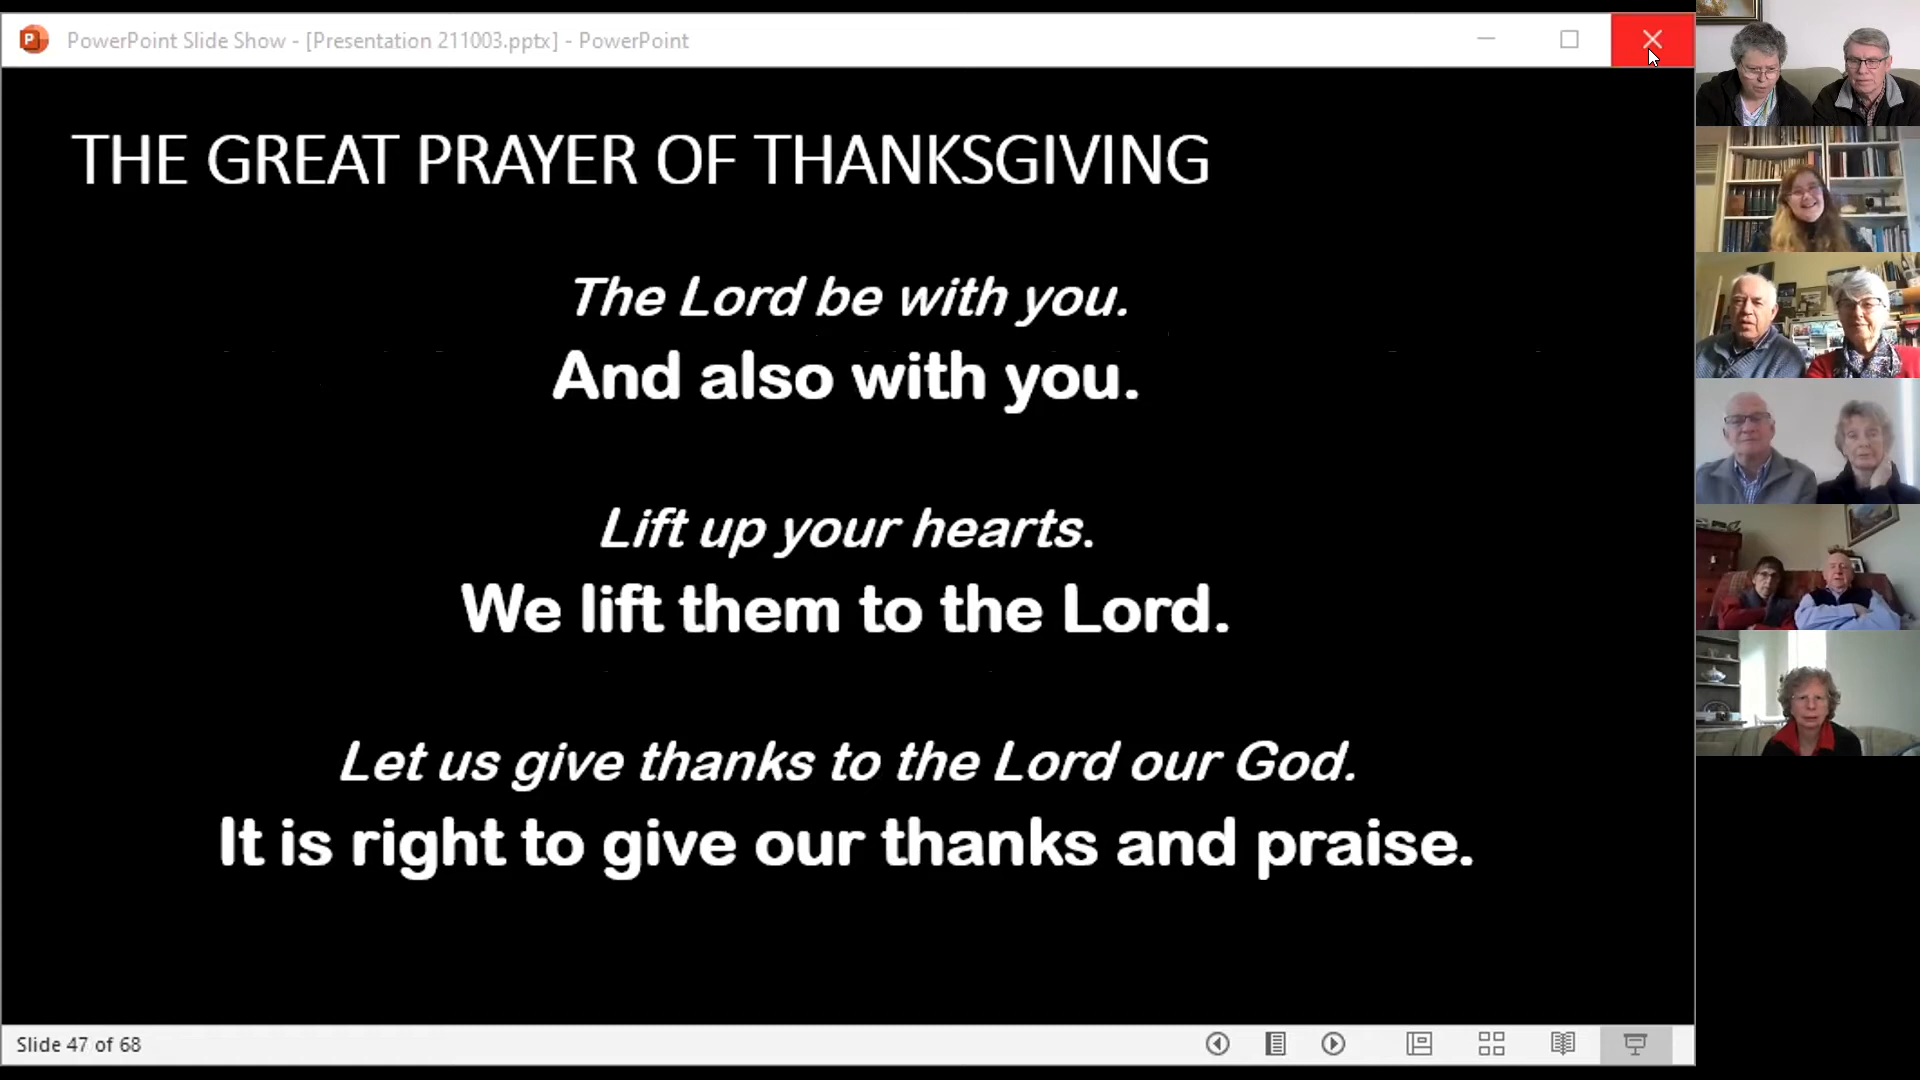 PowerPoint Slide Show - [Presentation 211003.pptx] - PowerPoint
THE GREAT PRAYER OF THANKSGIVING
The Lord be with you.
And also with you.
Lift up your hearts.
We lift them to the Lord.
Let us give thanks to the Lord our God.
It is right to give our thanks and praise.
Slide 47 of 68